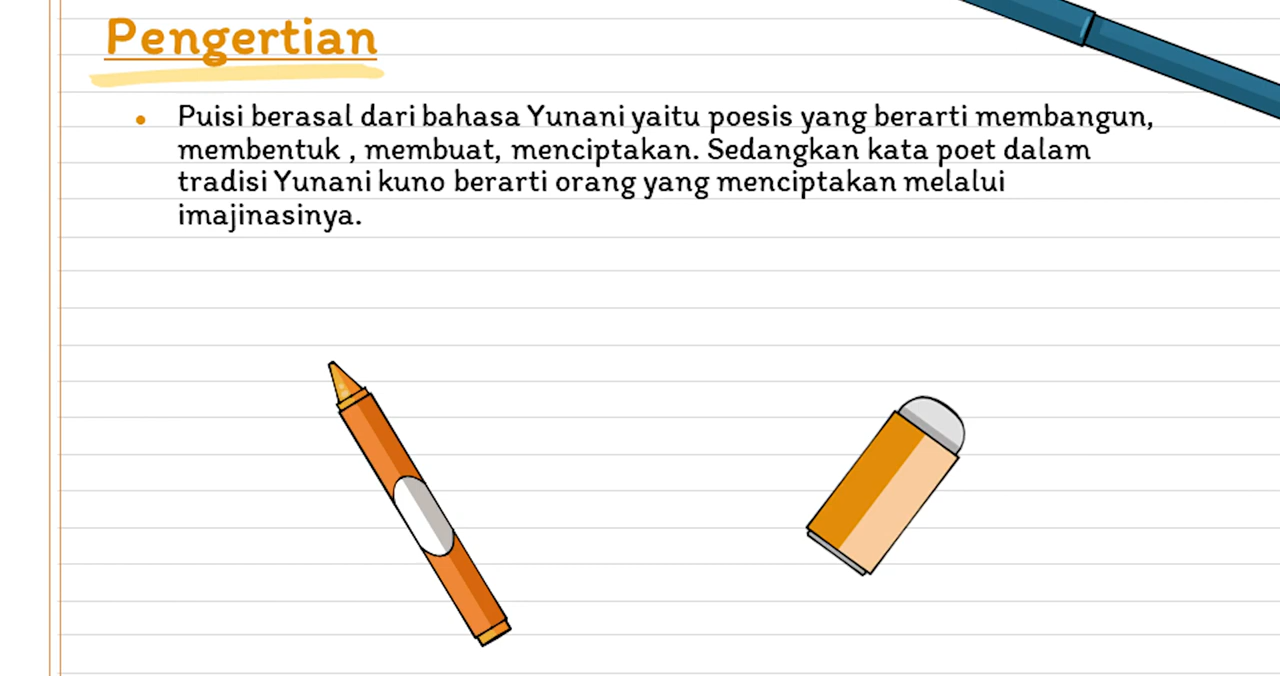 Pengertian
Puisi berasal dari bahasa Yunani yaitu poesis yang berarti membangun,
membentuk , membuat, menciptakan. Sedangkan kata poet dalam
tradisi Yunani kuno berarti orang yang menciptakan melalui
imajinasinya.